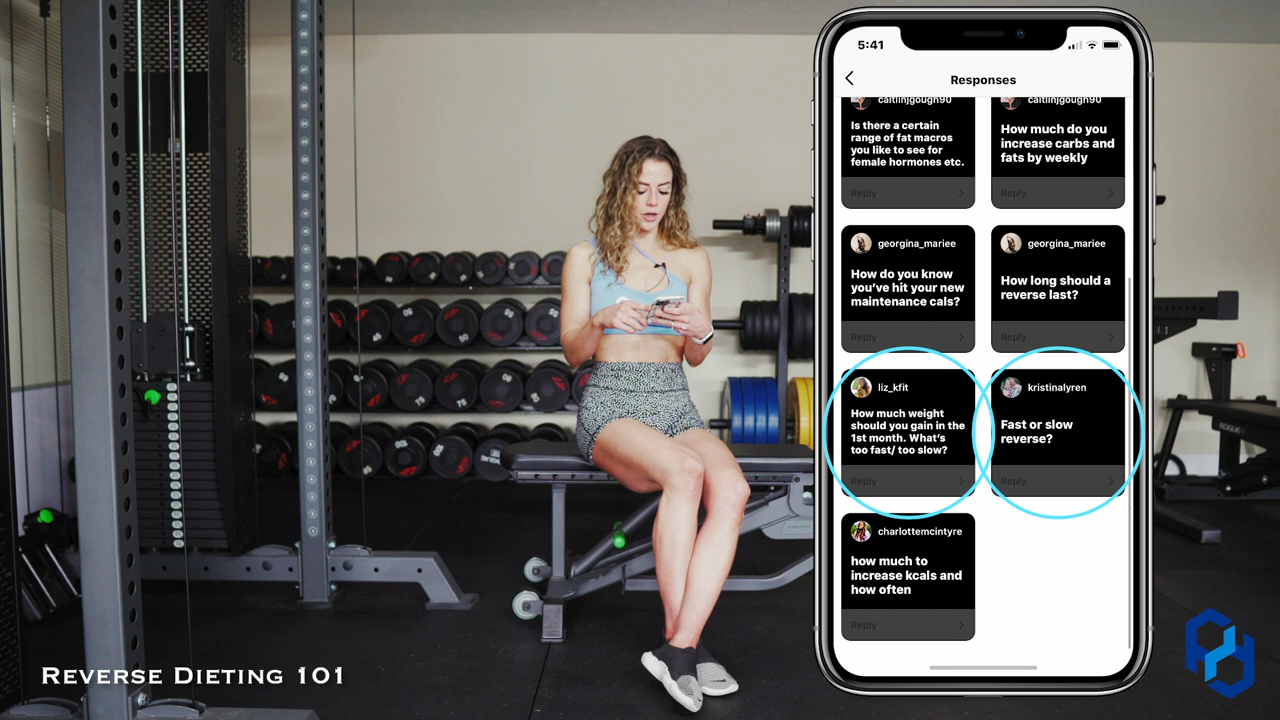 5:41
Responses
caitlinjgough90
Is there a certain
range of fat macros
you like to see for
female hormones etc.
Reply
caitlinjgough90
How much do you
increase carbs and
fats by weekly
Reply
georgina_mariee
How do you know
you’ve hit your new
maintenance cals?
Reply
georgina_mariee
How long should a
reverse last?
Reply
liz_kfit
How much weight
should you gain in the
1st month. What’s
too fast/ too slow?
Reply
kristinalyren
Fast or slow
reverse?
Reply
charlottemcintyre
how much to
increase kcals and
how often
Reply
REVERSE DIETING 101
ROGUE